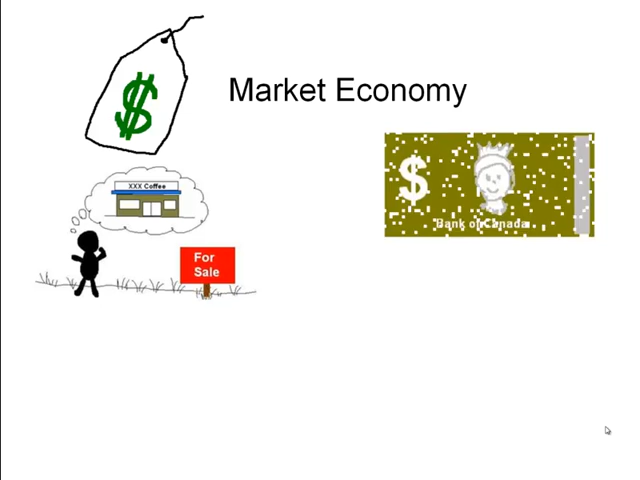 $
Market Economy
$
Bank of Canada
XXX Coffee
For
Sale